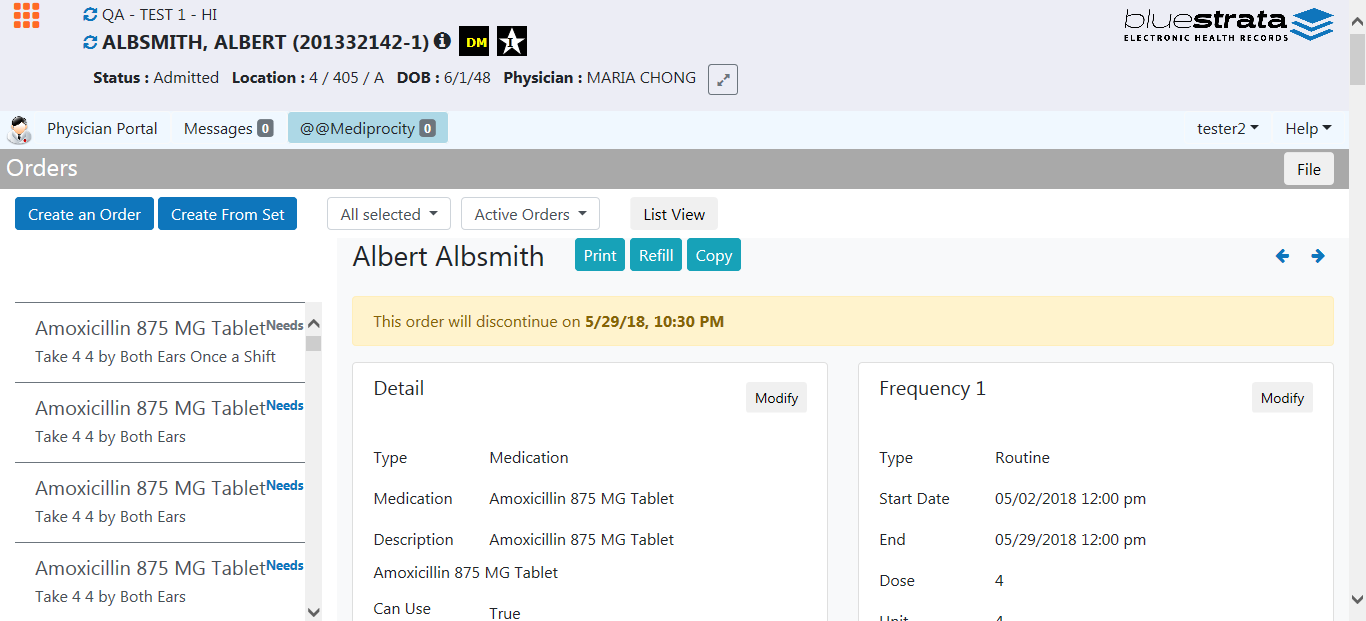 QA - TEST 1 - HI
bluestrata
ELECTRONIC HEALTH RECORDS
ALBSMITH, ALBERT (201332142-1) DM 1
Status : Admitted Location : 4 / 405 / A DOB : 6/1/48 Physician : MARIA CHONG
Physician Portal Messages 0 @@Mediprocity 0 tester2 Help
Orders File
Create an Order Create From Set All selected Active Orders List View
Albert Albsmith Print Refill Copy
Amoxicillin 875 MG Tablet Needs
Take 4 4 by Both Ears Once a Shift
Amoxicillin 875 MG Tablet Needs
Take 4 4 by Both Ears
Amoxicillin 875 MG Tablet Needs
Take 4 4 by Both Ears
Amoxicillin 875 MG Tablet Needs
Take 4 4 by Both Ears
This order will discontinue on 5/29/18, 10:30 PM
Detail Modify
Type Medication
Medication Amoxicillin 875 MG Tablet
Description Amoxicillin 875 MG Tablet
Amoxicillin 875 MG Tablet
Can Use True
Frequency 1 Modify
Type Routine
Start Date 05/02/2018 12:00 pm
End 05/29/2018 12:00 pm
Dose 4
Unit 4